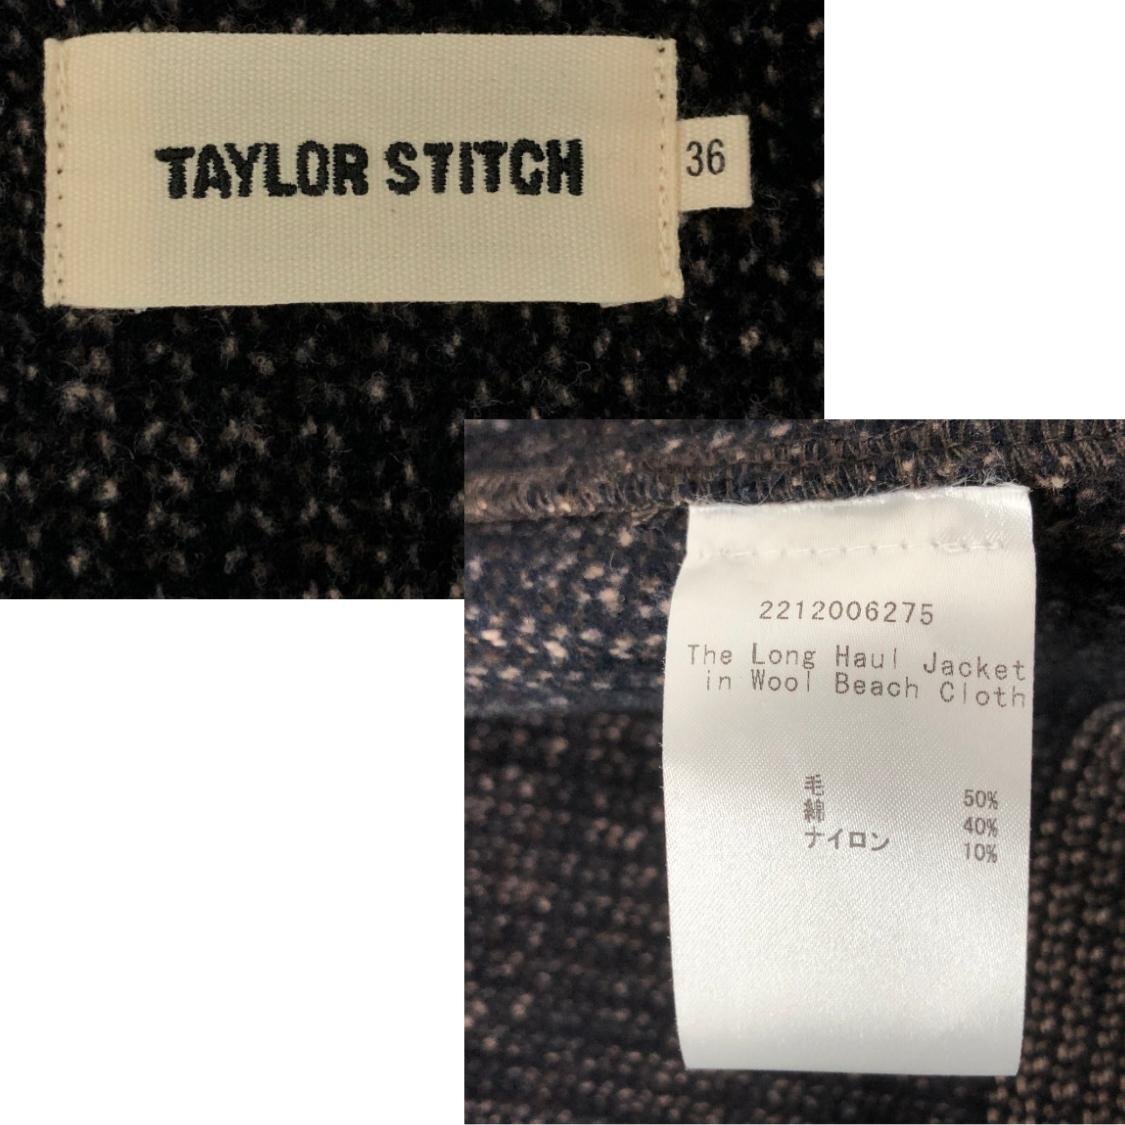 TAYLOR STITCH
36
2212006275
The Long Haul Jacket
in Wool Beach Cloth
毛 50%
綿 40%
ナイロン 10%